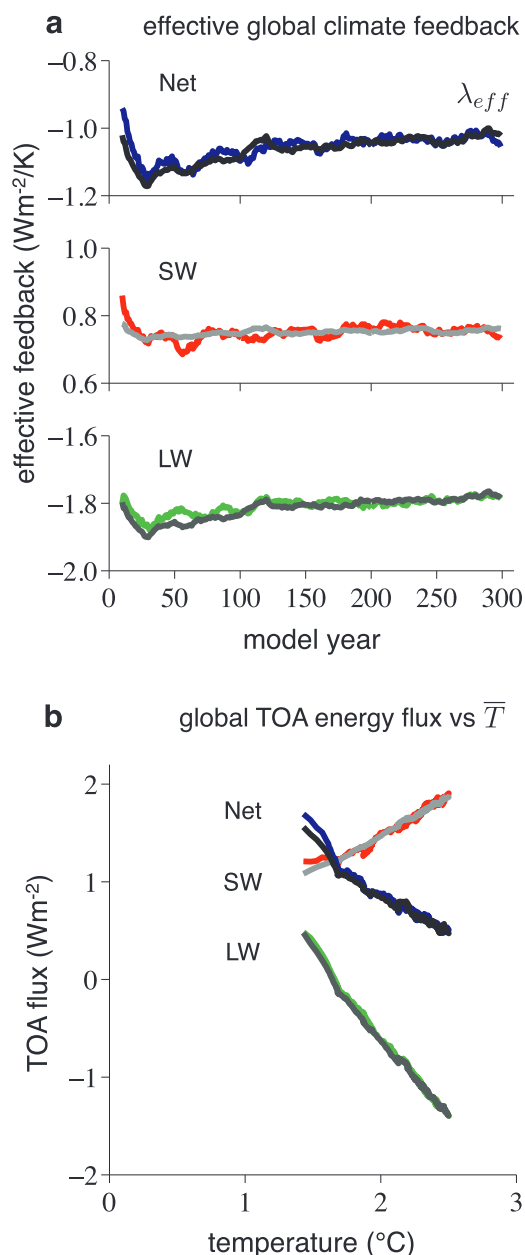 a effective global climate feedback
−0.8
Net
λeff
−1.0
−1.2
1.0
SW
0.8
0.6
−1.6
LW
−1.8
−2.0
effective feedback (Wm⁻²/K)
0 50 100 150 200 250 300
model year
b global TOA energy flux vs T̅
2
Net
1
SW
LW
0
−1
−2
TOA flux (Wm⁻²)
0 1 2 3
temperature (°C)